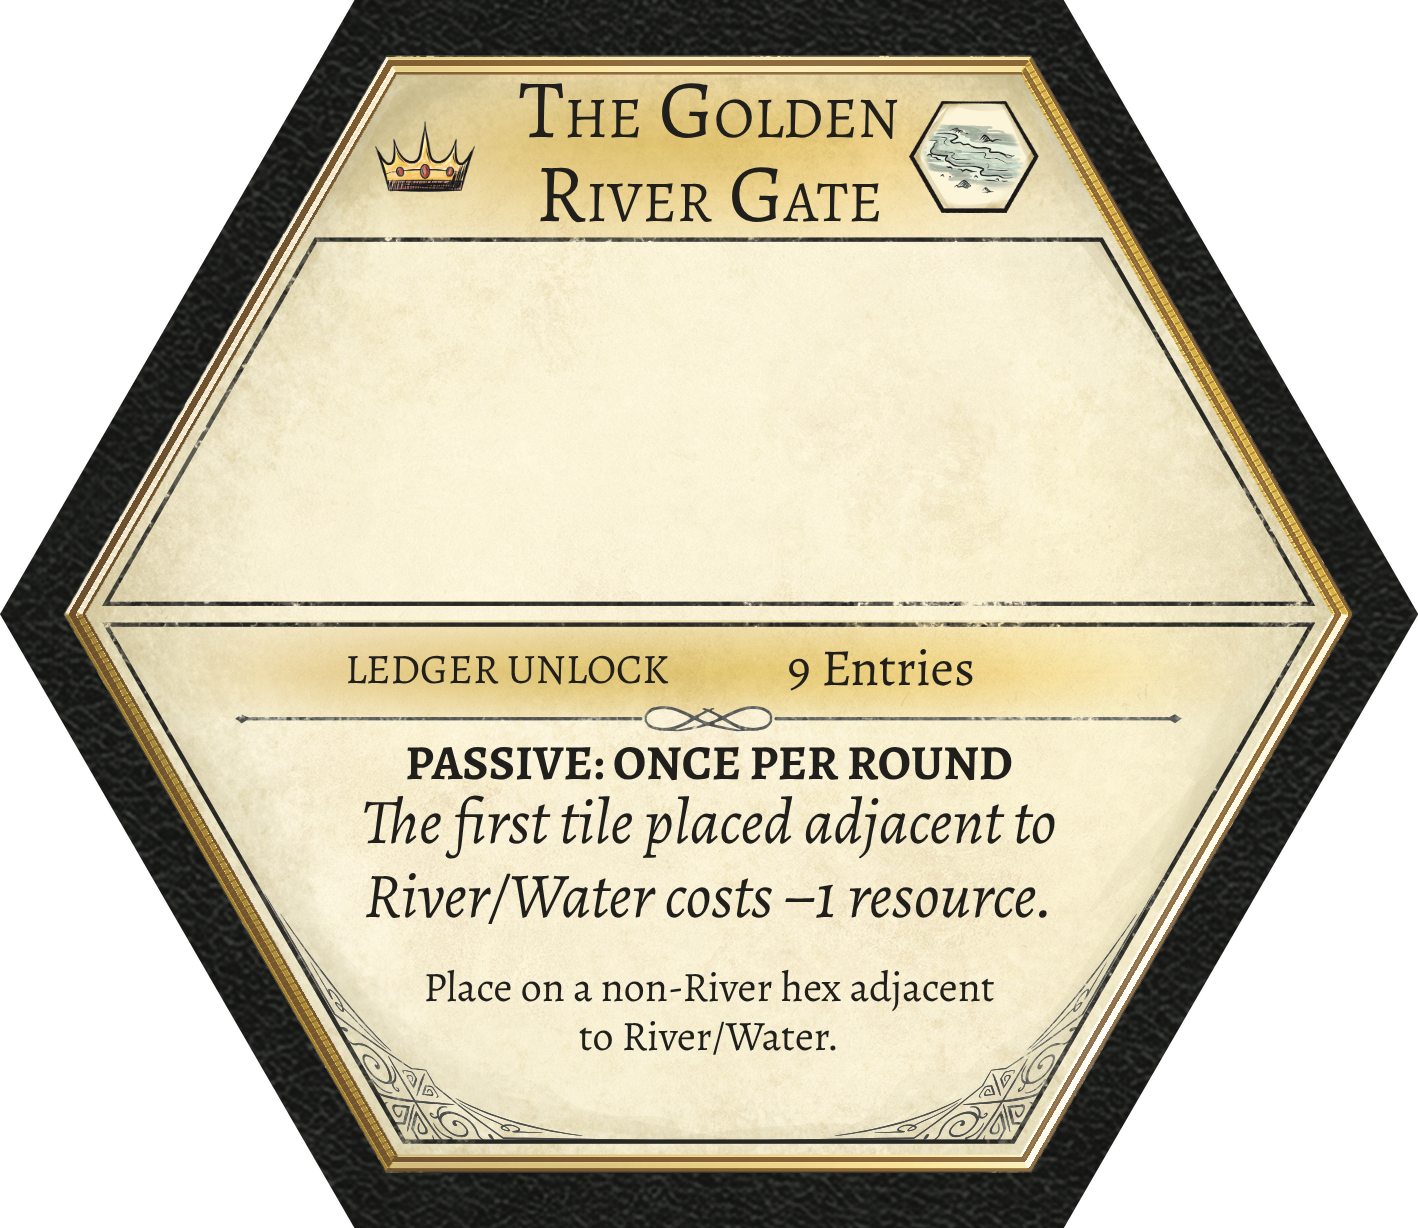 The Golden
River Gate
LEDGER UNLOCK 9 Entries
PASSIVE: ONCE PER ROUND
The first tile placed adjacent to
River/Water costs –1 resource.
Place on a non-River hex adjacent
to River/Water.